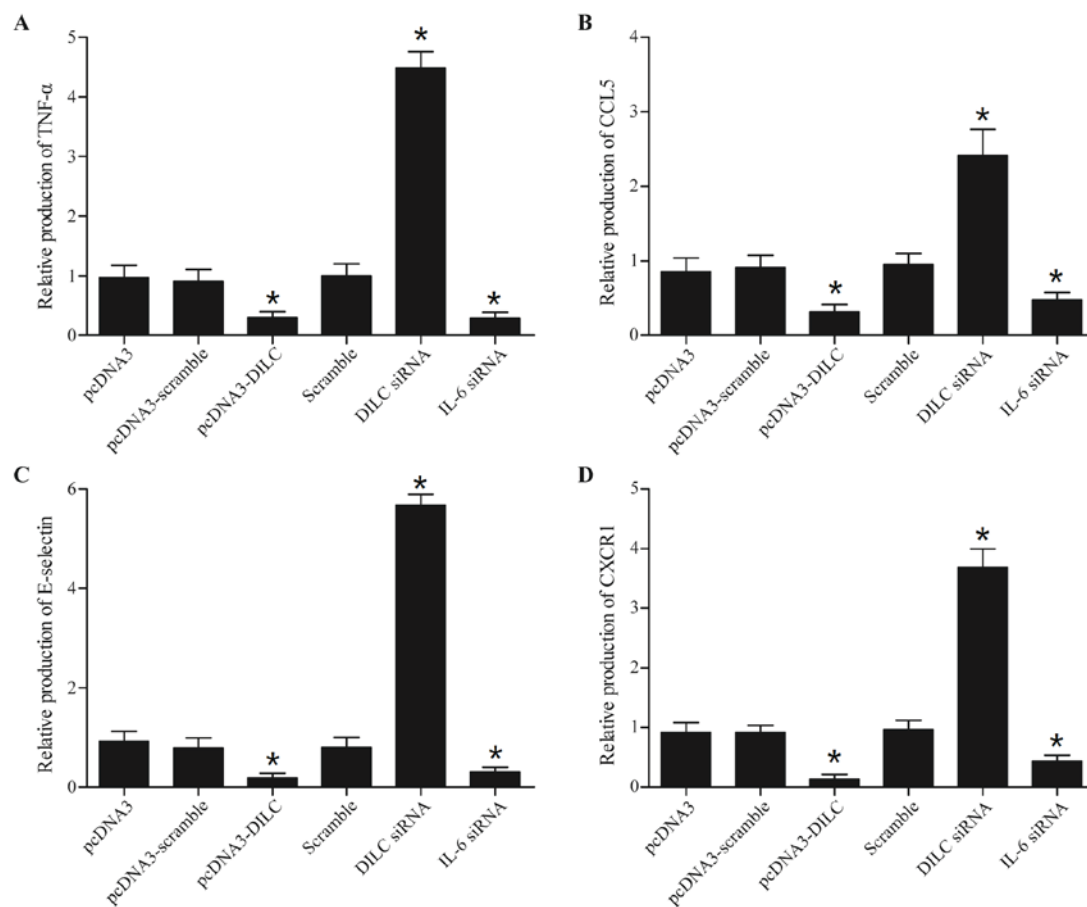 A
Relative production of TNF-α
5
4
3
2
1
0
*
*
*
pcDNA3
pcDNA3-scramble
pcDNA3-DILC
Scramble
DILC siRNA
IL-6 siRNA
B
Relative production of CCL5
4
3
2
1
0
*
*
*
pcDNA3
pcDNA3-scramble
pcDNA3-DILC
Scramble
DILC siRNA
IL-6 siRNA
C
Relative production of E-selectin
6
4
2
0
*
*
*
pcDNA3
pcDNA3-scramble
pcDNA3-DILC
Scramble
DILC siRNA
IL-6 siRNA
D
Relative production of CXCR1
5
4
3
2
1
0
*
*
*
pcDNA3
pcDNA3-scramble
pcDNA3-DILC
Scramble
DILC siRNA
IL-6 siRNA